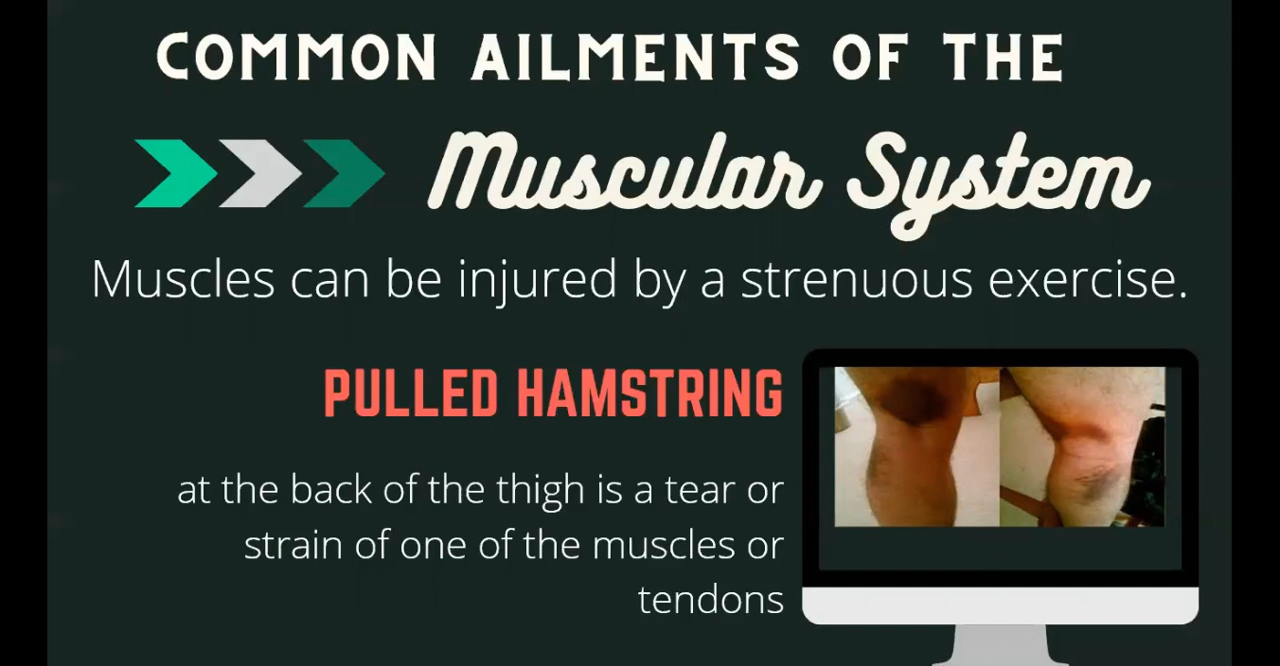 COMMON AILMENTS OF THE
Muscular System
Muscles can be injured by a strenuous exercise.
PULLED HAMSTRING
at the back of the thigh is a tear or
strain of one of the muscles or
tendons